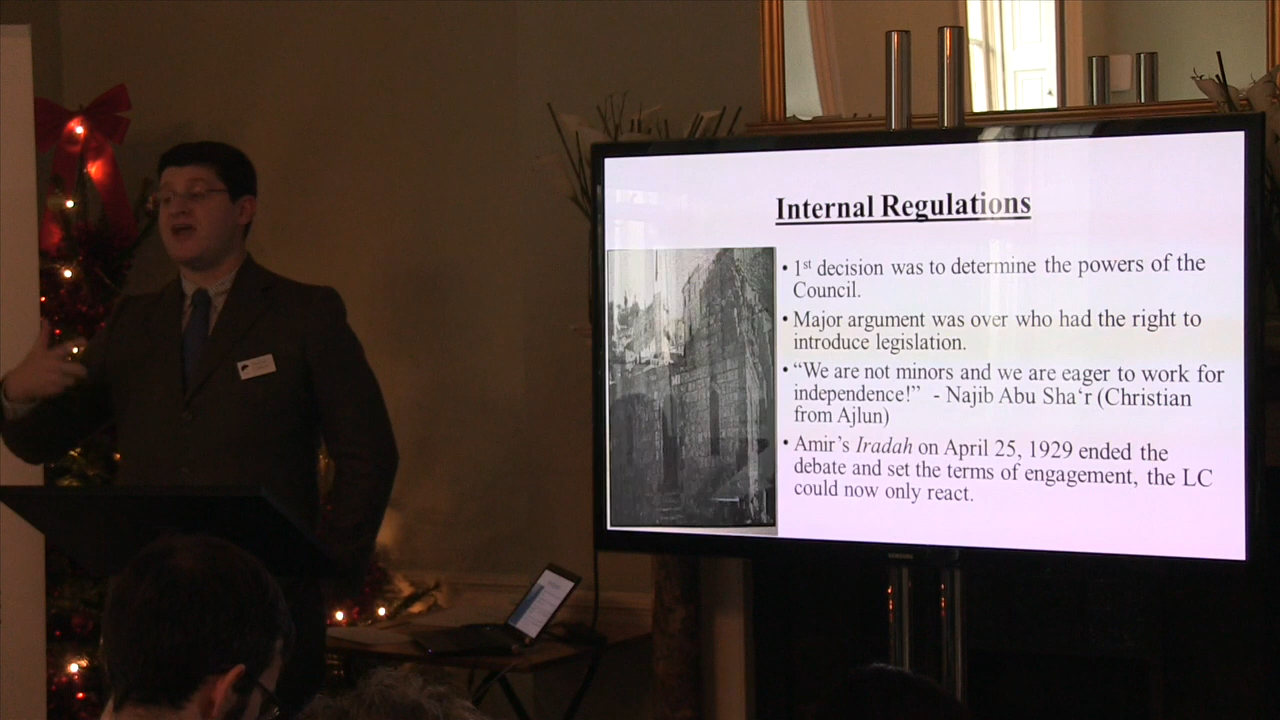 Internal Regulations
• 1st decision was to determine the powers of the
Council.
• Major argument was over who had the right to
introduce legislation.
• “We are not minors and we are eager to work for
independence!” - Najib Abu Sha‘r (Christian
from Ajlun)
• Amir’s Iradah on April 25, 1929 ended the
debate and set the terms of engagement, the LC
could now only react.
SAMSUNG